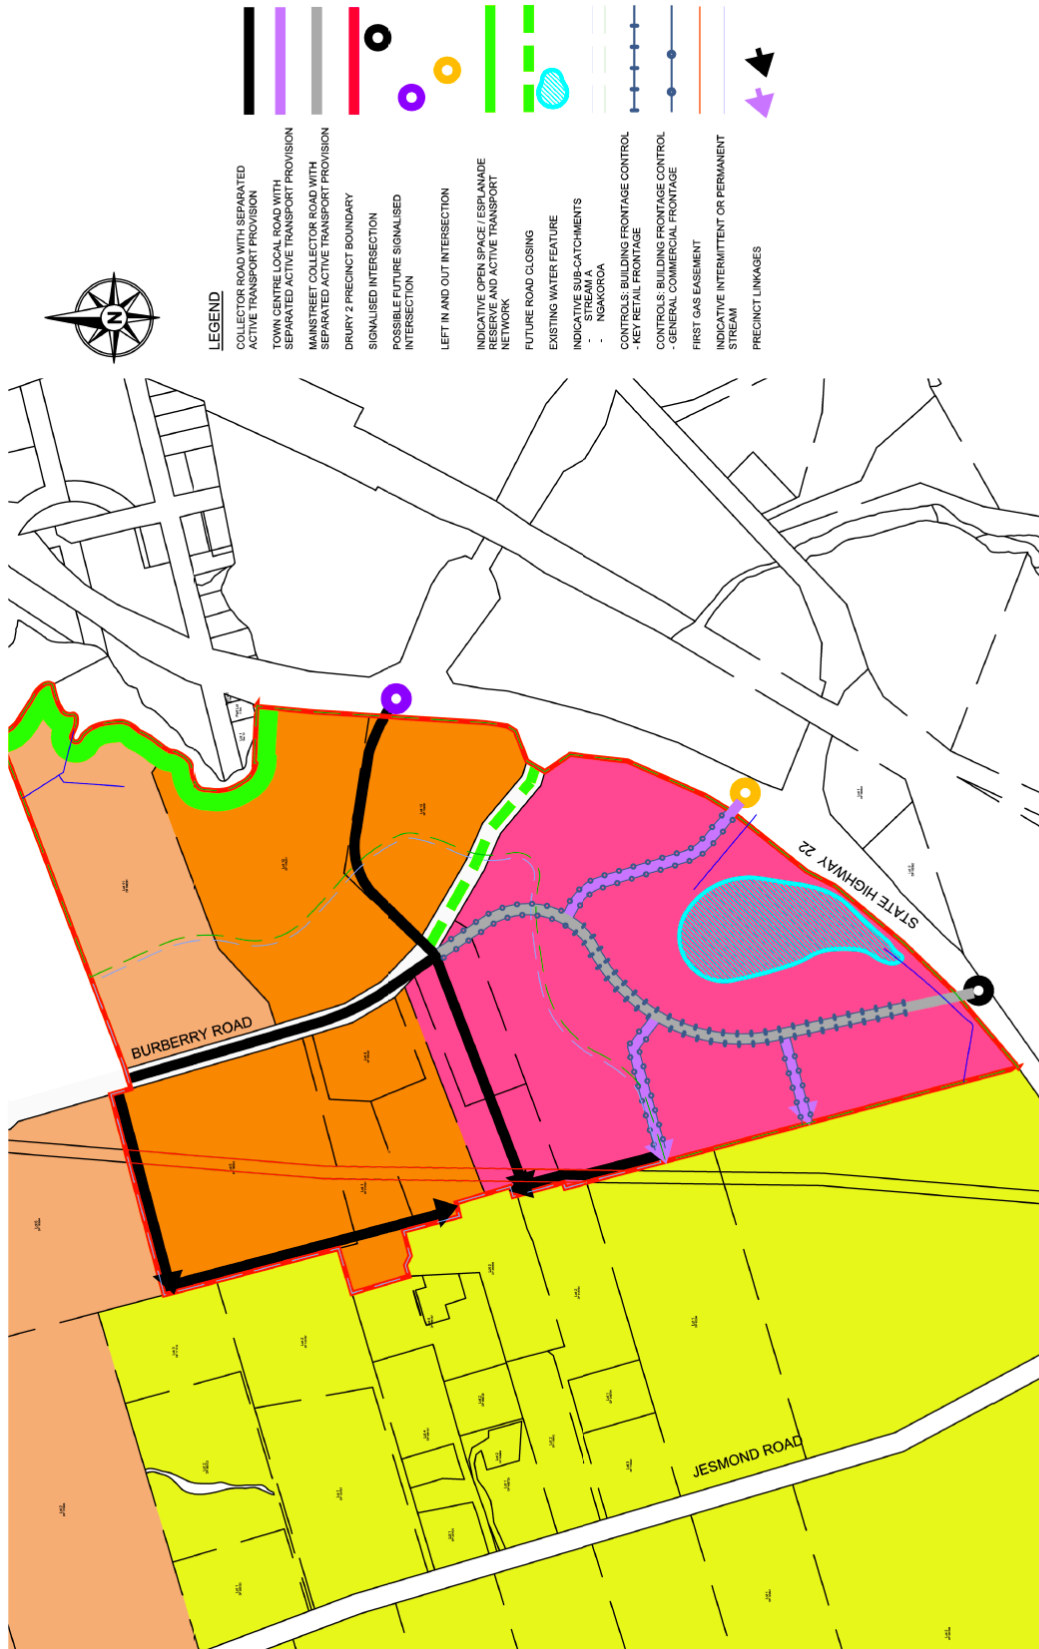 N
LEGEND
COLLECTOR ROAD WITH SEPARATED
ACTIVE TRANSPORT PROVISION
TOWN CENTRE LOCAL ROAD WITH
SEPARATED ACTIVE TRANSPORT PROVISION
MAINSTREET COLLECTOR ROAD WITH
SEPARATED ACTIVE TRANSPORT PROVISION
DRURY 2 PRECINCT BOUNDARY
SIGNALISED INTERSECTION
POSSIBLE FUTURE SIGNALISED
INTERSECTION
LEFT IN AND OUT INTERSECTION
INDICATIVE OPEN SPACE / ESPLANADE
RESERVE AND ACTIVE TRANSPORT
NETWORK
FUTURE ROAD CLOSING
EXISTING WATER FEATURE
INDICATIVE SUB-CATCHMENTS
- STREAM A
- NGAKOROA
CONTROLS: BUILDING FRONTAGE CONTROL
- KEY RETAIL FRONTAGE
CONTROLS: BUILDING FRONTAGE CONTROL
- GENERAL COMMERCIAL FRONTAGE
FIRST GAS EASEMENT
INDICATIVE INTERMITTENT OR PERMANENT
STREAM
PRECINCT LINKAGES
BURBERRY ROAD
STATE HIGHWAY 22
JESMOND ROAD